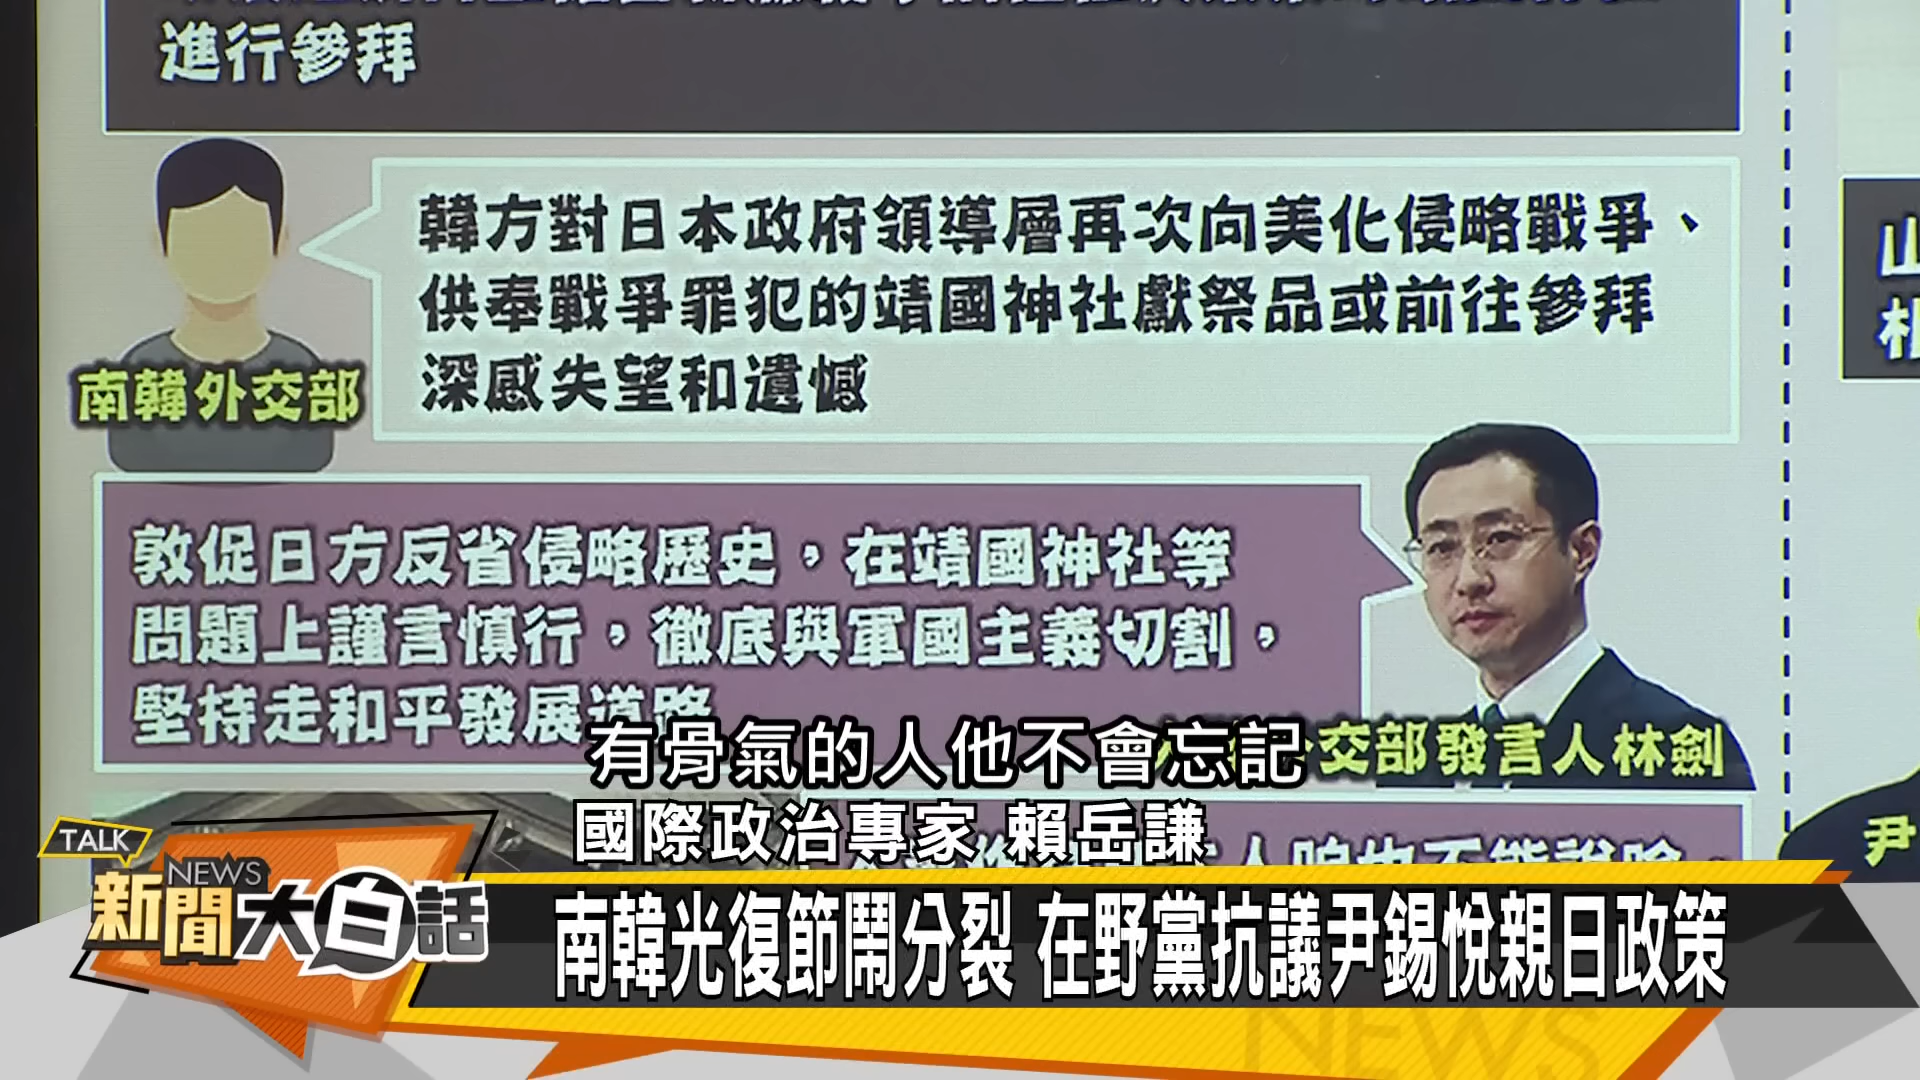 進行參拜
韓方對日本政府領導層再次向美化侵略戰爭、
供奉戰爭罪犯的靖國神社獻祭品或前往參拜
深感失望和遺憾
南韓外交部
敦促日方反省侵略歷史，在靖國神社等
問題上謹言慎行，徹底與軍國主義切割，
堅持走和平發展道路
交部發言人林劍
尹
有骨氣的人他不會忘記
國際政治專家 賴岳謙
TALK
NEWS
新聞大白話
南韓光復節鬧分裂 在野黨抗議尹錫悅親日政策
NEWS